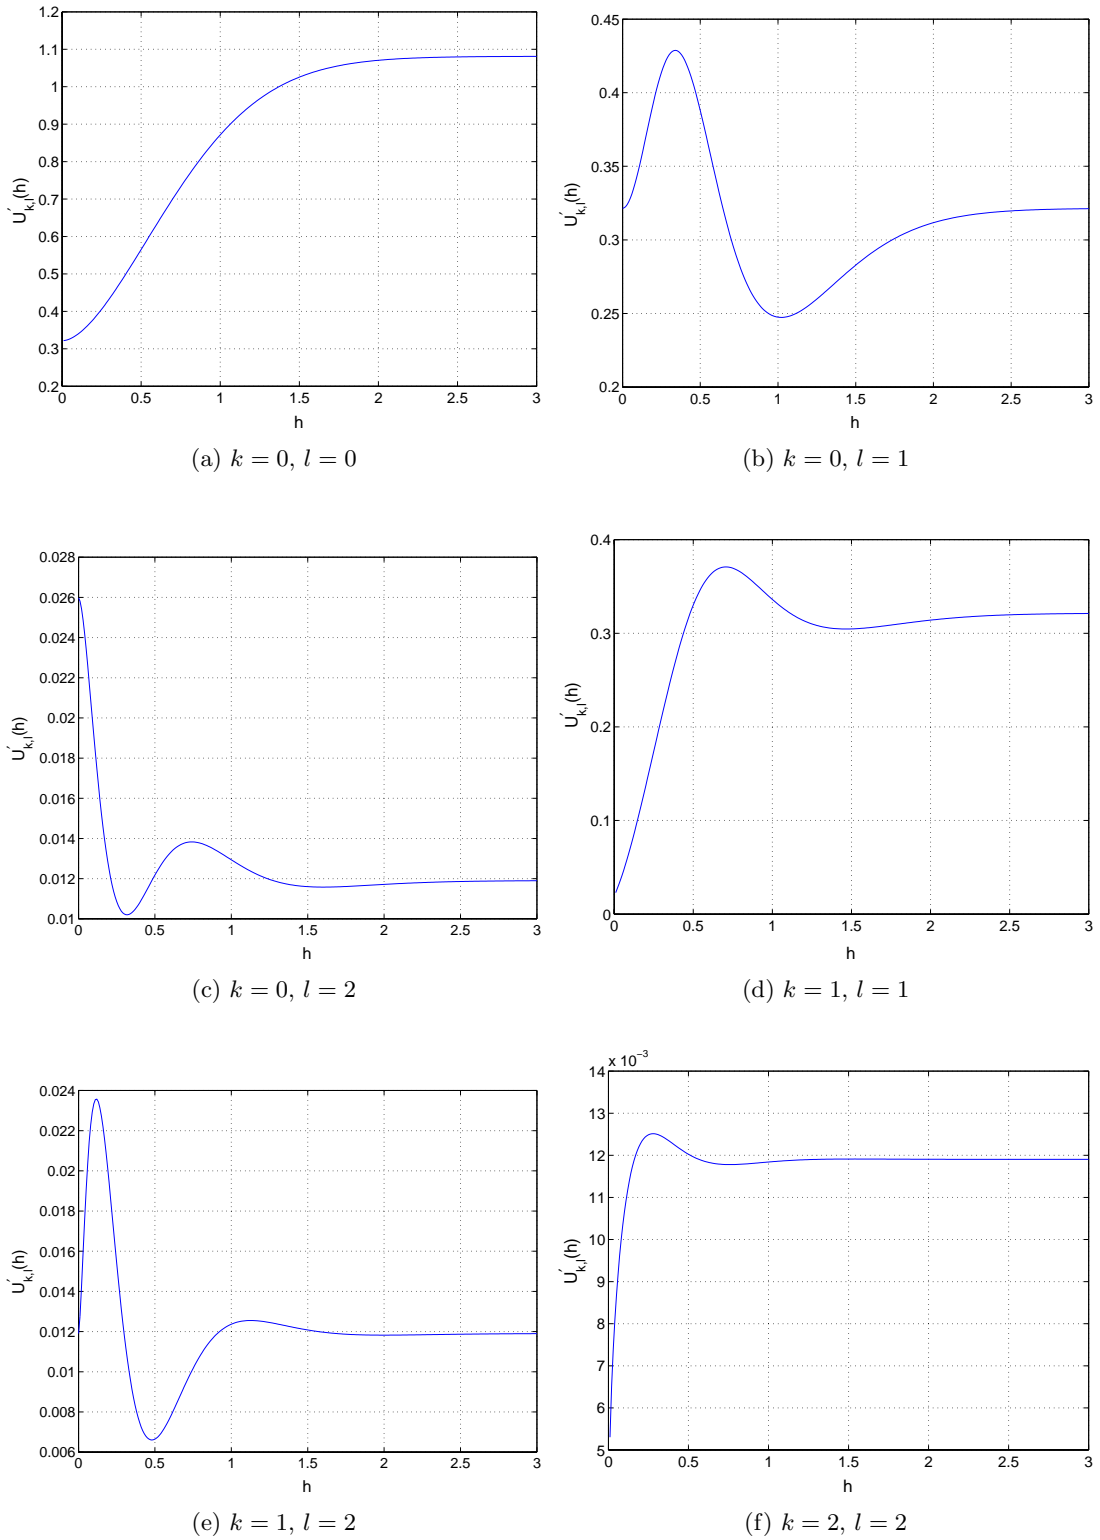 1.2
1.1
1
0.9
0.8
0.7
0.6
0.5
0.4
0.3
0.2
0 0.5 1 1.5 2 2.5 3
U′k,l(h)
h
(a) k = 0, l = 0
0.45
0.4
0.35
0.3
0.25
0.2
0 0.5 1 1.5 2 2.5 3
U′k,l(h)
h
(b) k = 0, l = 1
0.028
0.026
0.024
0.022
0.02
0.018
0.016
0.014
0.012
0.01
0 0.5 1 1.5 2 2.5 3
U′k,l(h)
h
(c) k = 0, l = 2
0.4
0.3
0.2
0.1
0
0 0.5 1 1.5 2 2.5 3
U′k,l(h)
h
(d) k = 1, l = 1
0.024
0.022
0.02
0.018
0.016
0.014
0.012
0.01
0.008
0.006
0 0.5 1 1.5 2 2.5 3
U′k,l(h)
h
(e) k = 1, l = 2
x 10−3
14
13
12
11
10
9
8
7
6
5
0 0.5 1 1.5 2 2.5 3
U′k,l(h)
h
(f) k = 2, l = 2